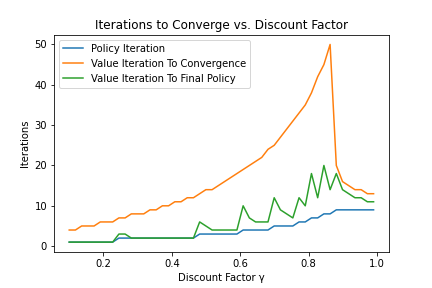 Iterations to Converge vs. Discount Factor
Policy Iteration
Value Iteration To Convergence
Value Iteration To Final Policy
Iterations
50
40
30
20
10
0
0.2 0.4 0.6 0.8 1.0
Discount Factor γ